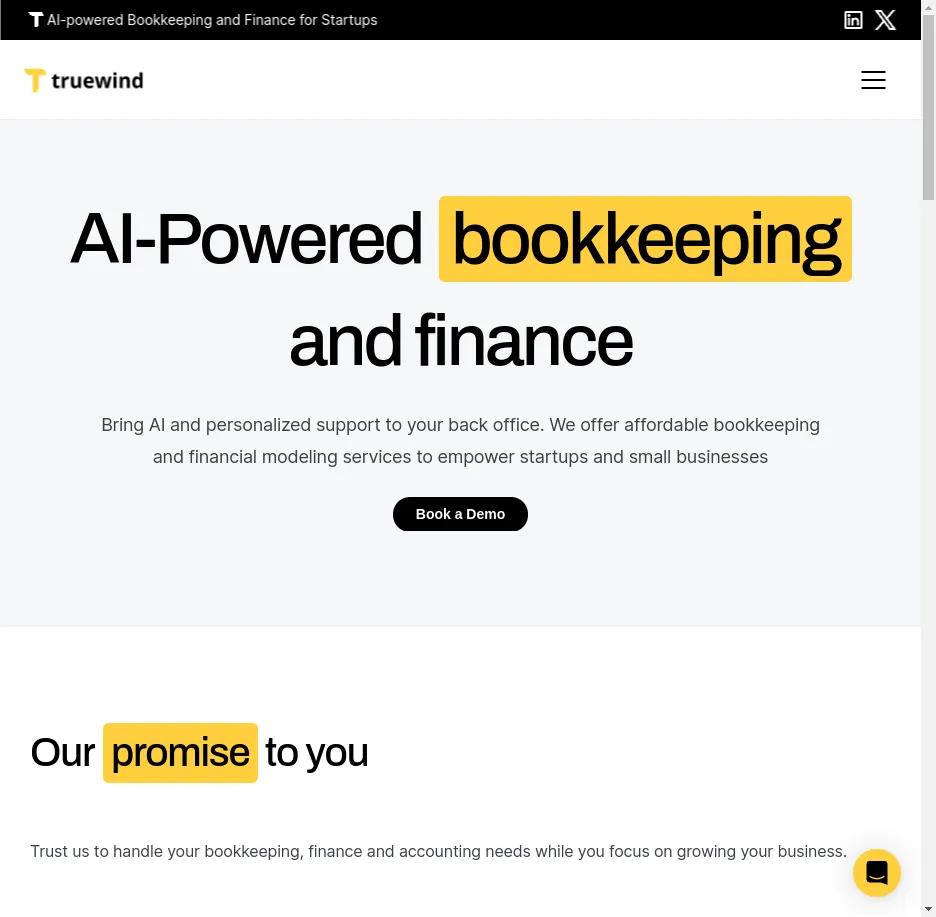 AI-powered Bookkeeping and Finance for Startups
truewind
AI-Powered bookkeeping
and finance
Bring AI and personalized support to your back office. We offer affordable bookkeeping
and financial modeling services to empower startups and small businesses
Book a Demo
Our promise to you
Trust us to handle your bookkeeping, finance and accounting needs while you focus on growing your business.